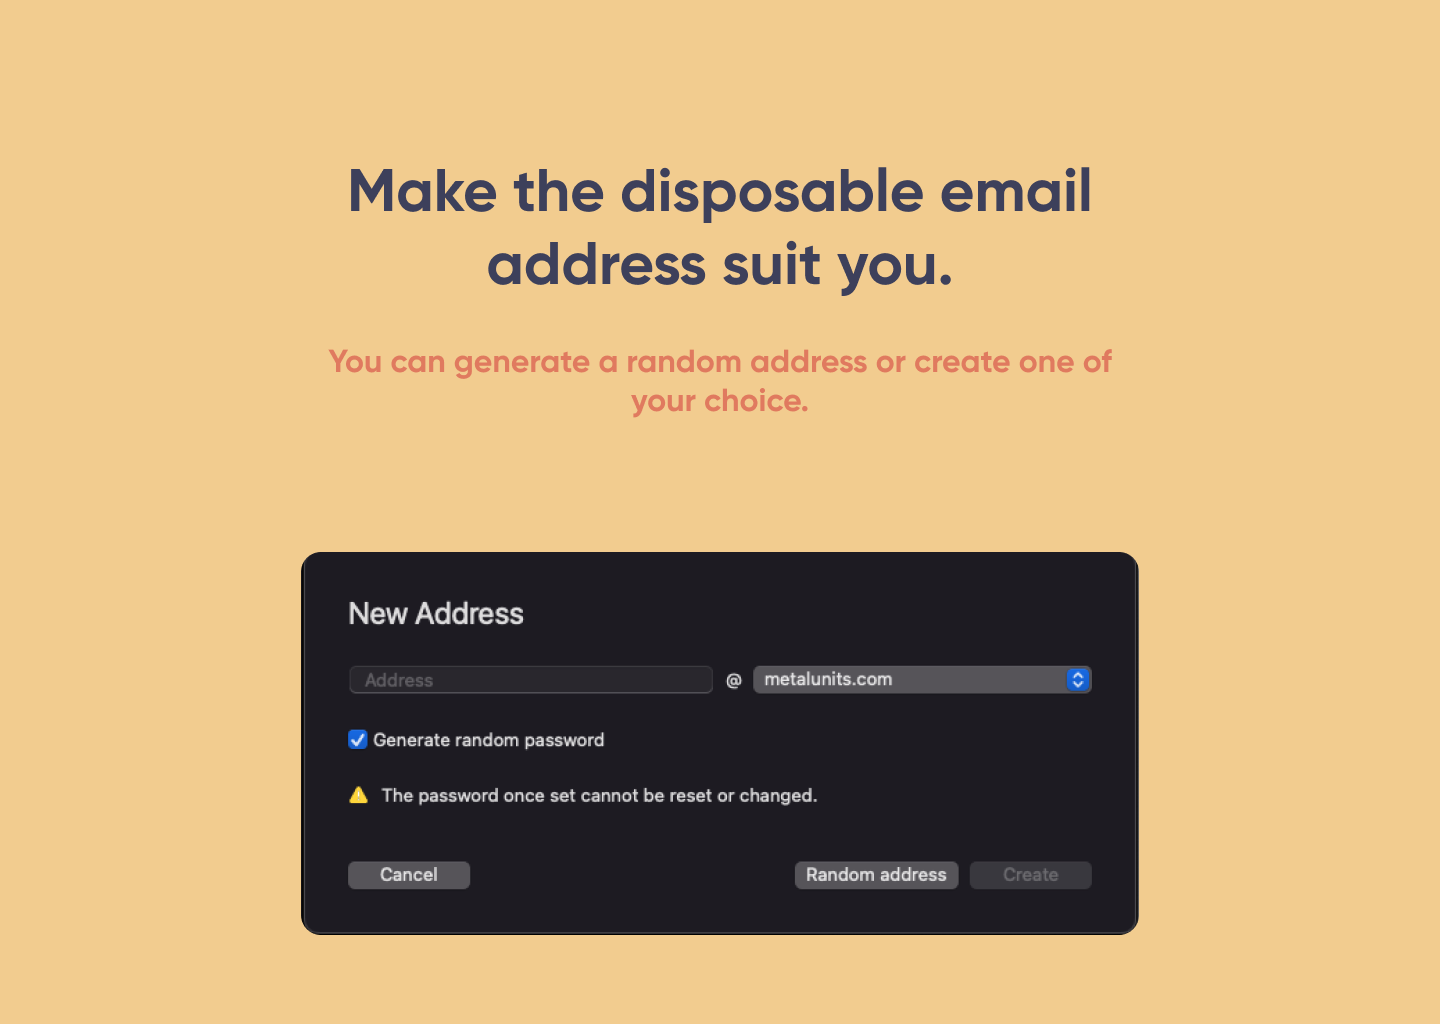 Make the disposable email
address suit you.
You can generate a random address or create one of
your choice.
New Address
Address @ metalunits.com
Generate random password
The password once set cannot be reset or changed.
Cancel Random address Create